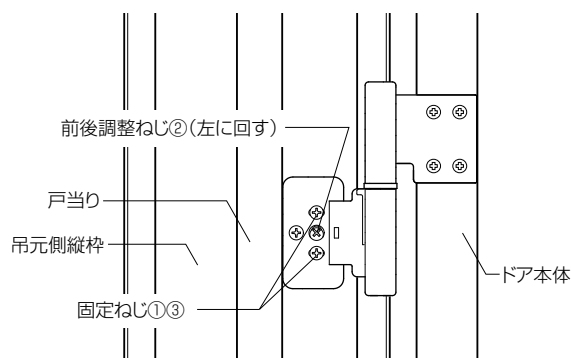 前後調整ねじ②(左に回す)
戸当り
吊元側縦枠
ドア本体
固定ねじ①③